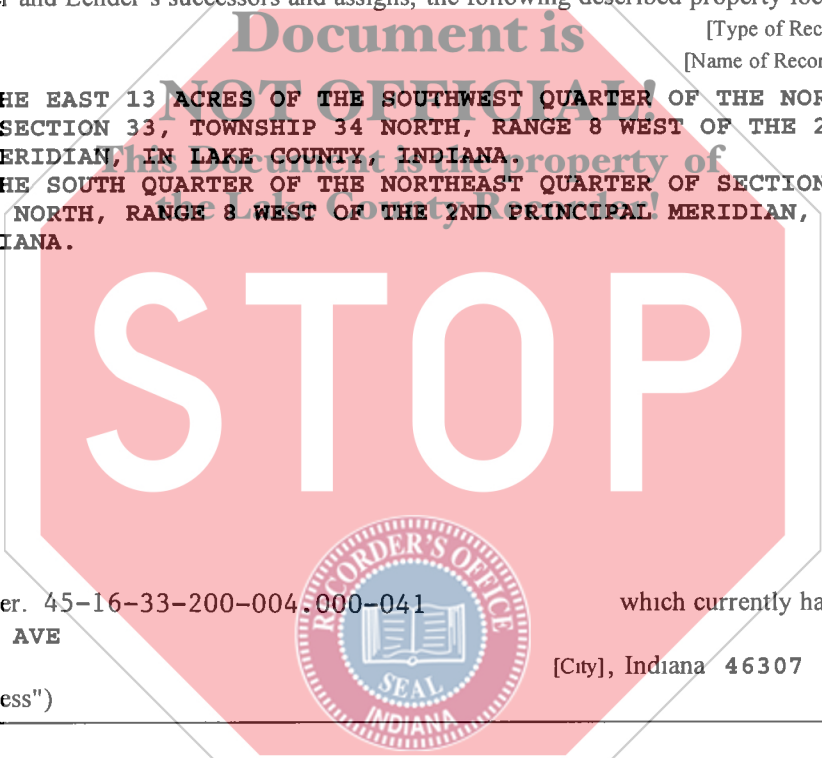 er and Lender's successors and assigns, the following described property loc
Document is
[Type of Rec
[Name of Recor
NOT OFFICIAL!
HE EAST 13 ACRES OF THE SOUTHWEST QUARTER OF THE NOR
SECTION 33, TOWNSHIP 34 NORTH, RANGE 8 WEST OF THE 2
ERIDIAN, IN LAKE COUNTY, INDIANA.
This Document is the property of
HE SOUTH QUARTER OF THE NORTHEAST QUARTER OF SECTION
the Lake County Recorder!
NORTH, RANGE 8 WEST OF THE 2ND PRINCIPAL MERIDIAN,
IANA.
STOP
RECORDER'S OFFICE
SEAL
INDIANA
er. 45-16-33-200-004.000-041 which currently ha
AVE
[City], Indiana 46307
ess")